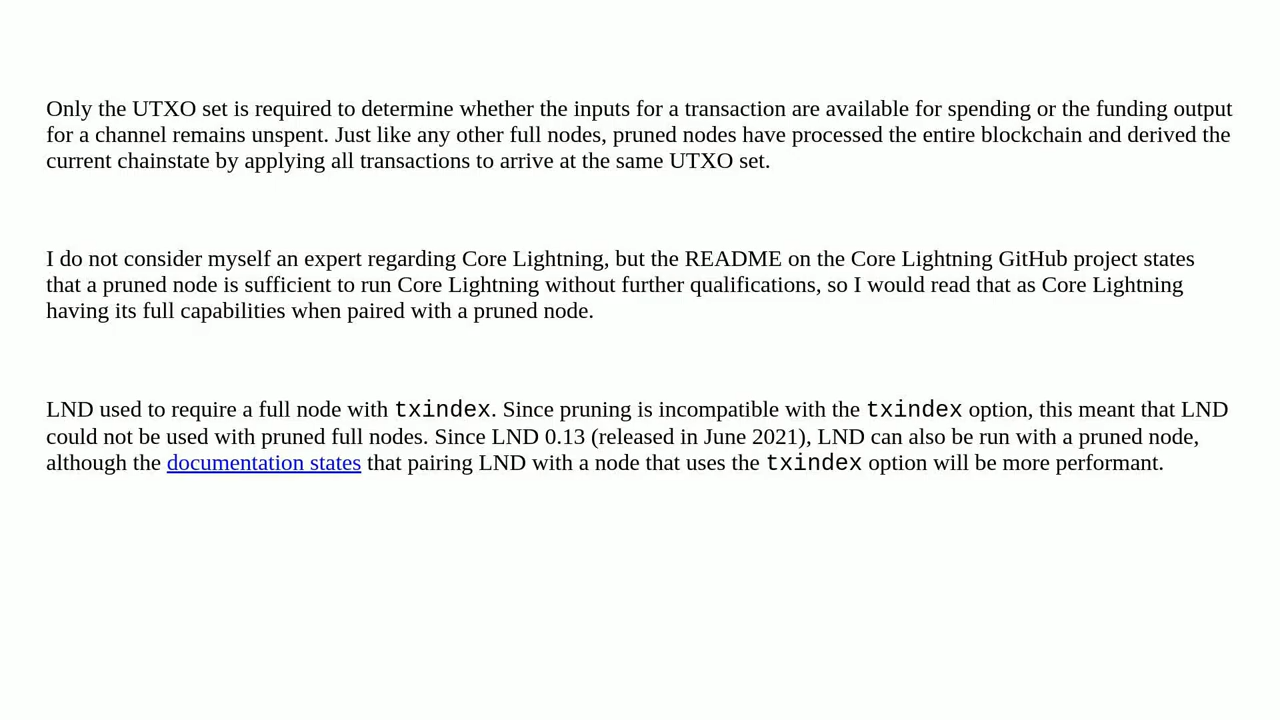 Only the UTXO set is required to determine whether the inputs for a transaction are available for spending or the funding output
for a channel remains unspent. Just like any other full nodes, pruned nodes have processed the entire blockchain and derived the
current chainstate by applying all transactions to arrive at the same UTXO set.
I do not consider myself an expert regarding Core Lightning, but the README on the Core Lightning GitHub project states
that a pruned node is sufficient to run Core Lightning without further qualifications, so I would read that as Core Lightning
having its full capabilities when paired with a pruned node.
LND used to require a full node with txindex. Since pruning is incompatible with the txindex option, this meant that LND
could not be used with pruned full nodes. Since LND 0.13 (released in June 2021), LND can also be run with a pruned node,
although the documentation states that pairing LND with a node that uses the txindex option will be more performant.